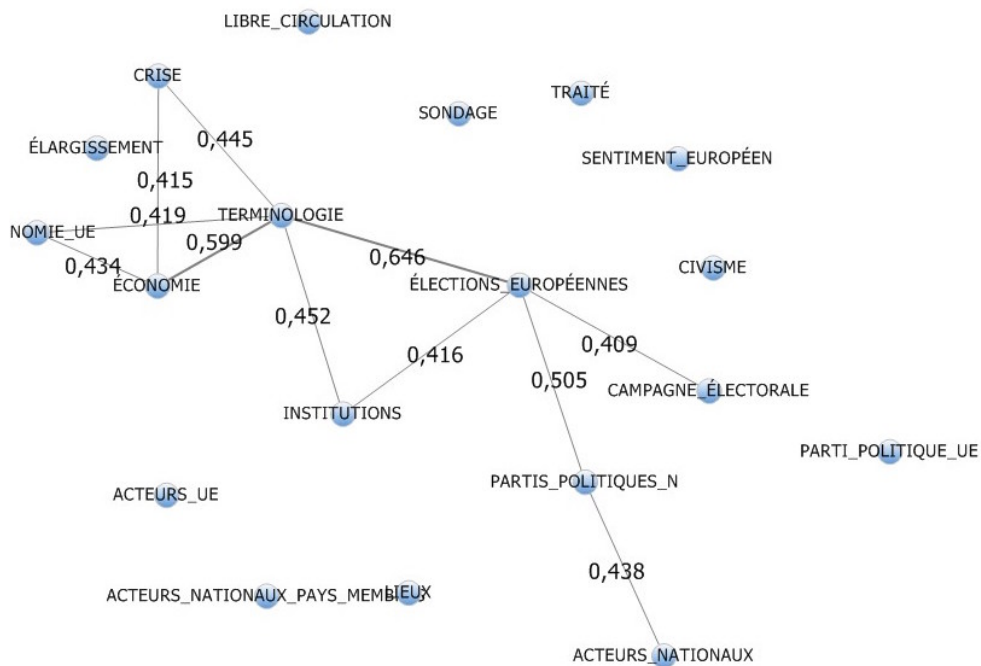 LIBRE_CIRCULATION
CRISE
TRAITÉ
SONDAGE
0,445
ÉLARGISSEMENT
SENTIMENT_EUROPÉEN
0,415
0,419
TERMINOLOGIE
NOMIE_UE
0,599
0,646
0,434
CIVISME
ÉCONOMIE
ÉLECTIONS_EUROPÉENNES
0,452
0,409
0,416
0,505
CAMPAGNE_ÉLECTORALE
INSTITUTIONS
PARTI_POLITIQUE_UE
PARTIS_POLITIQUES_N
ACTEURS_UE
0,438
LIEUX
ACTEURS_NATIONAUX